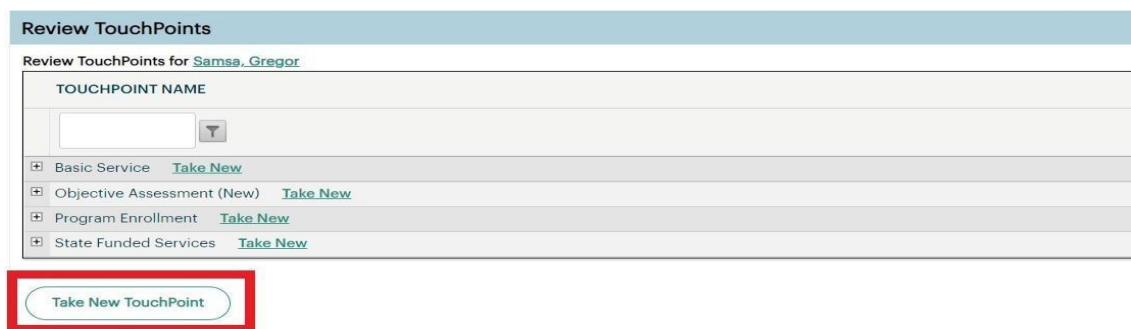 Review TouchPoints
Review TouchPoints for Samsa, Gregor
TOUCHPOINT NAME
Basic Service Take New
Objective Assessment (New) Take New
Program Enrollment Take New
State Funded Services Take New
Take New TouchPoint